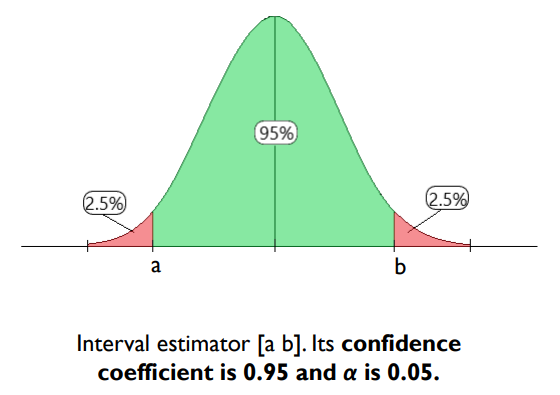 95%
2.5%
2.5%
a
b
Interval estimator [a b]. Its confidence
coefficient is 0.95 and α is 0.05.